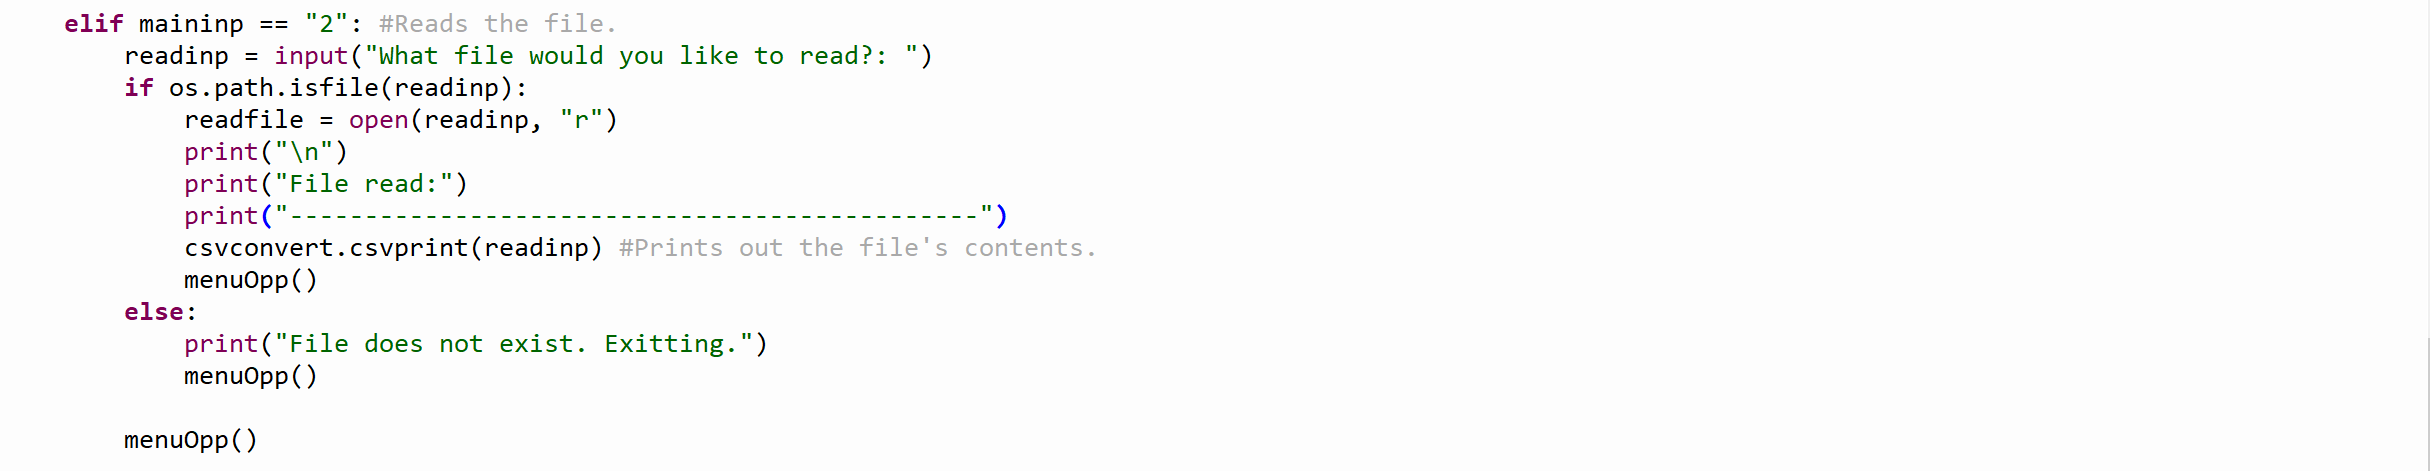 elif maininp == "2": #Reads the file.
readinp = input("What file would you like to read?: ")
if os.path.isfile(readinp):
readfile = open(readinp, "r")
print("\n")
print("File read:")
print("----------------------------------------------")
csvconvert.csvprint(readinp) #Prints out the file's contents.
menuOpp()
else:
print("File does not exist. Exitting.")
menuOpp()
menuOpp()